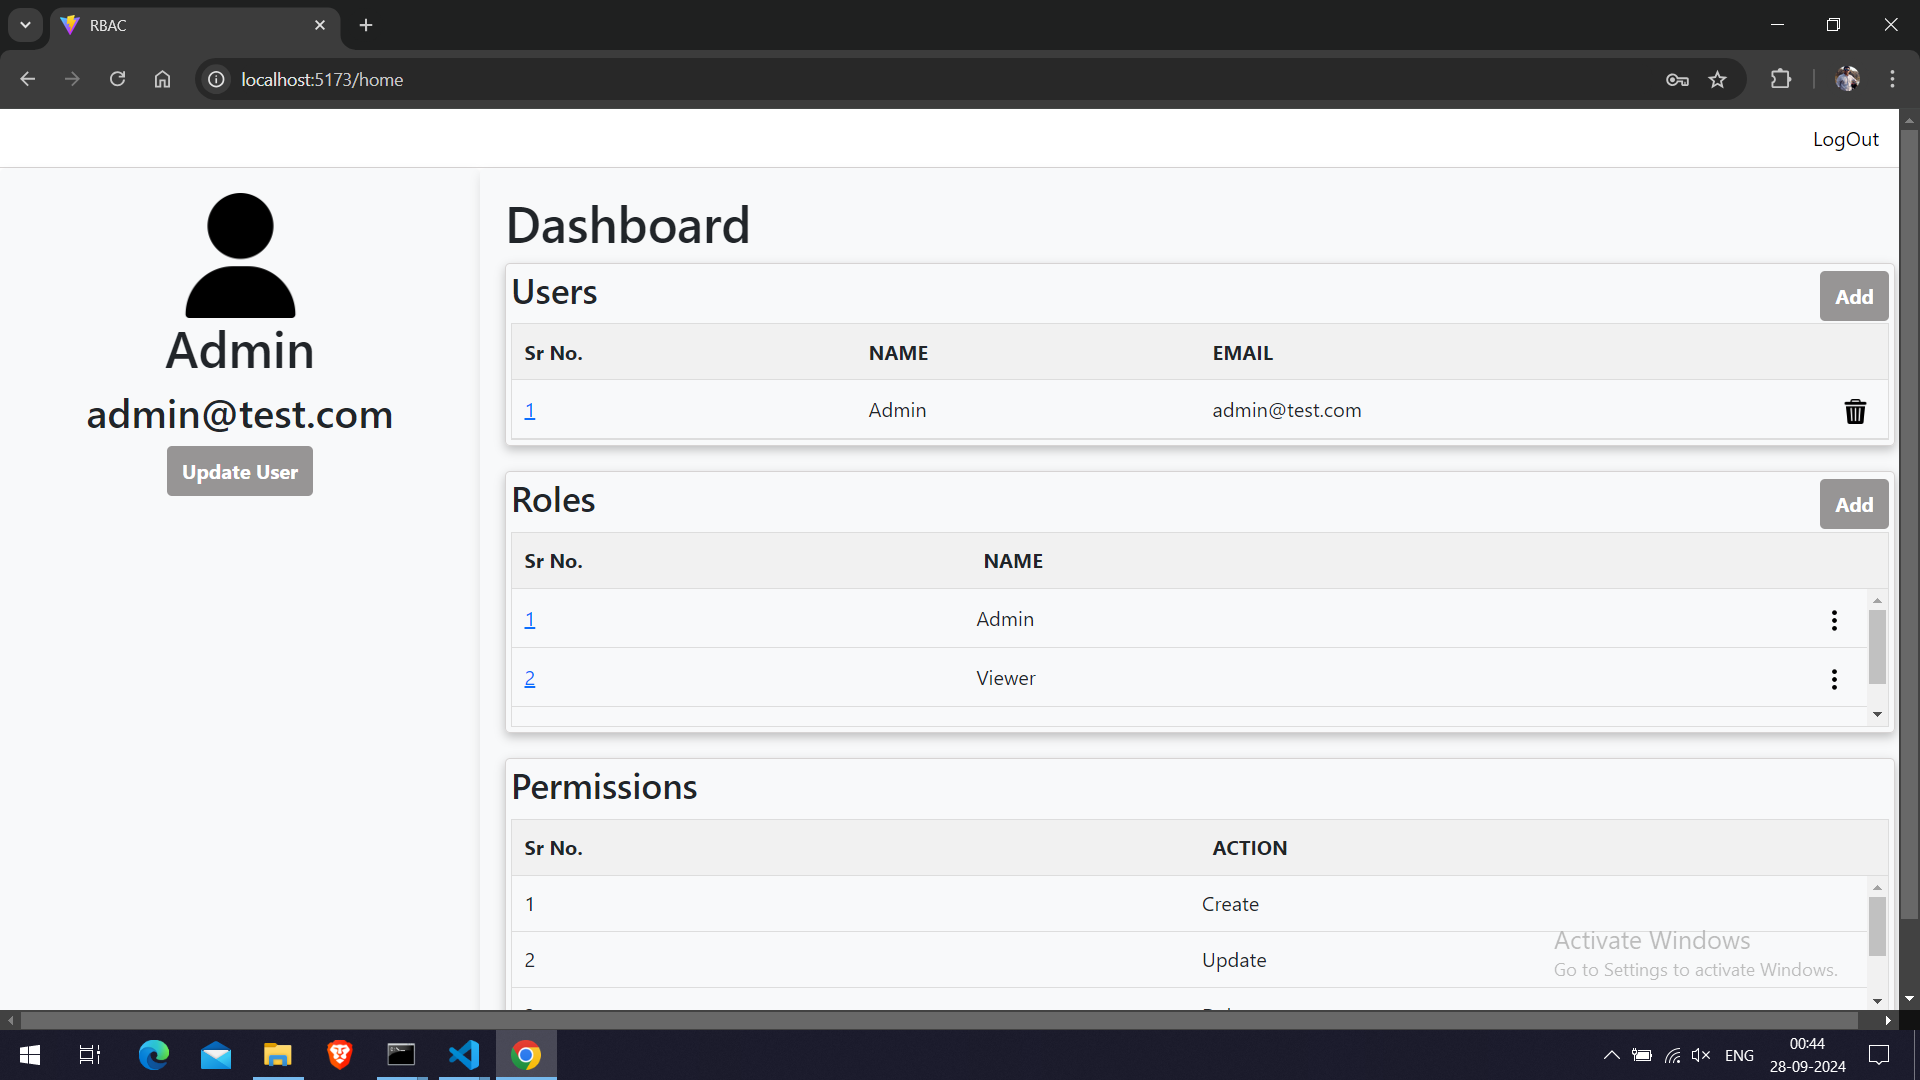 RBAC
localhost:5173/home
LogOut
Admin
admin@test.com
Update User
Dashboard
Users
Add
Sr No. NAME EMAIL
1 Admin admin@test.com
Roles
Add
Sr No. NAME
1 Admin
2 Viewer
Permissions
Sr No. ACTION
1 Create
2 Update
Activate Windows
Go to Settings to activate Windows.
ENG
00:44
28-09-2024